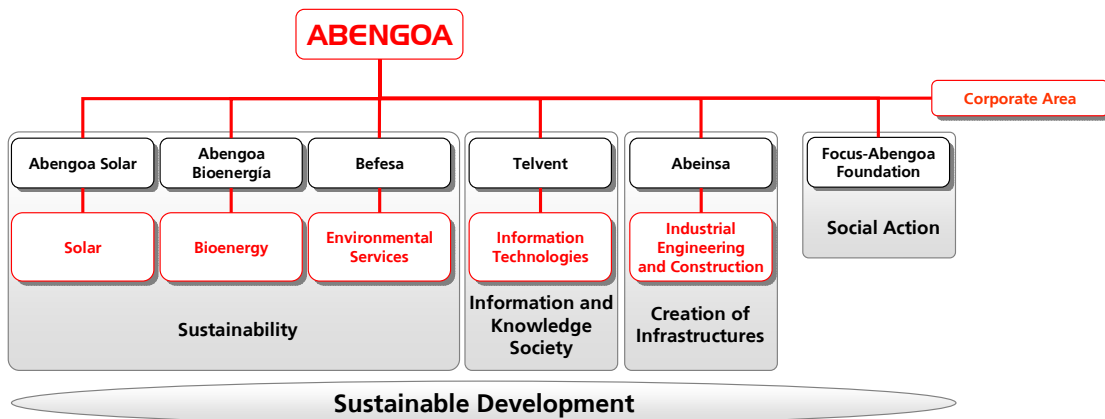 ABENGOA
Corporate Area
Abengoa Solar
Abengoa
Bioenergía
Befesa
Telvent
Abeinsa
Focus-Abengoa
Foundation
Solar
Bioenergy
Environmental
Services
Information
Technologies
Industrial
Engineering
and Construction
Social Action
Sustainability
Information and
Knowledge
Society
Creation of
Infrastructures
Sustainable Development